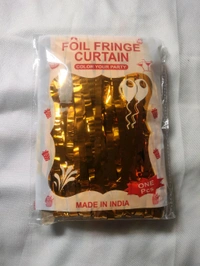 FOIL FRINGE
CURTAIN
COLOR YOUR PARTY
ONE
Pcs
MADE IN INDIA